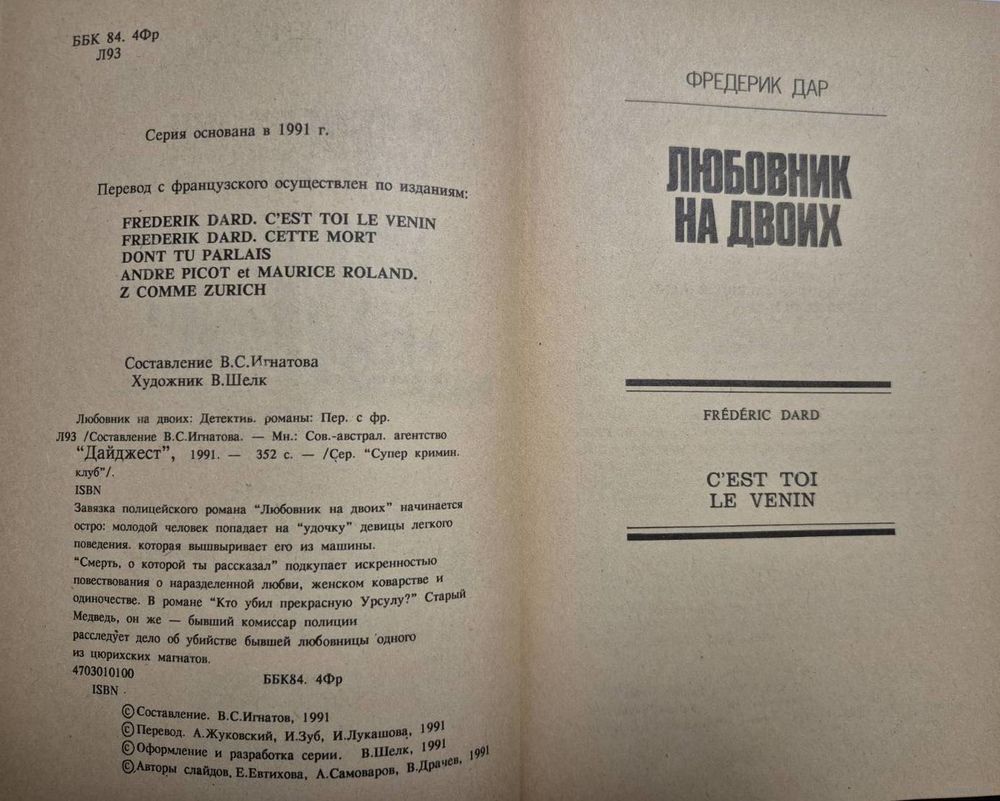 ББК 84. 4Фр
Л93
Серия основана в 1991 г.
Перевод с французского осуществлен по изданиям:
FREDERIK DARD. C'EST TOI LE VENIN
FREDERIK DARD. CETTE MORT
DONT TU PARLAIS
ANDRE PICOT et MAURICE ROLAND.
Z COMME ZURICH
Составление В.С.Игнатова
Художник В.Шелк
Любовник на двоих: Детектив. романы: Пер. с фр.
Л93 /Составление В.С.Игнатова. — Мн.: Сов.-австрал. агентство
"Дайджест", 1991. — 352 с. — /Сер. "Супер кримин.
клуб"/.
ISBN
Завязка полицейского романа "Любовник на двоих" начинается
остро: молодой человек попадает на "удочку" девицы легкого
поведения. которая вышвыривает его из машины.
"Смерть, о которой ты рассказал" подкупает искренностью
повествования о наразделенной любви, женском коварстве и
одиночестве. В романе "Кто убил прекрасную Урсулу?" Старый
Медведь, он же — бывший комиссар полиции
расследует дело об убийстве бывшей любовницы одного
из цюрихских магнатов.
4703010100
ББК84. 4Фр
ISBN
©Составление. В.С.Игнатов, 1991
©Перевод. А.Жуковский, И.Зуб, И.Лукашова, 1991
©Оформление и разработка серии. В.Шелк, 1991
©Авторы слайдов, Е.Евтихова, А.Самоваров, В.Драчев, 1991
ФРЕДЕРИК ДАР
ЛЮБОВНИК
НА ДВОИХ
FRÉDÉRIC DARD
C'EST TOI
LE VENIN